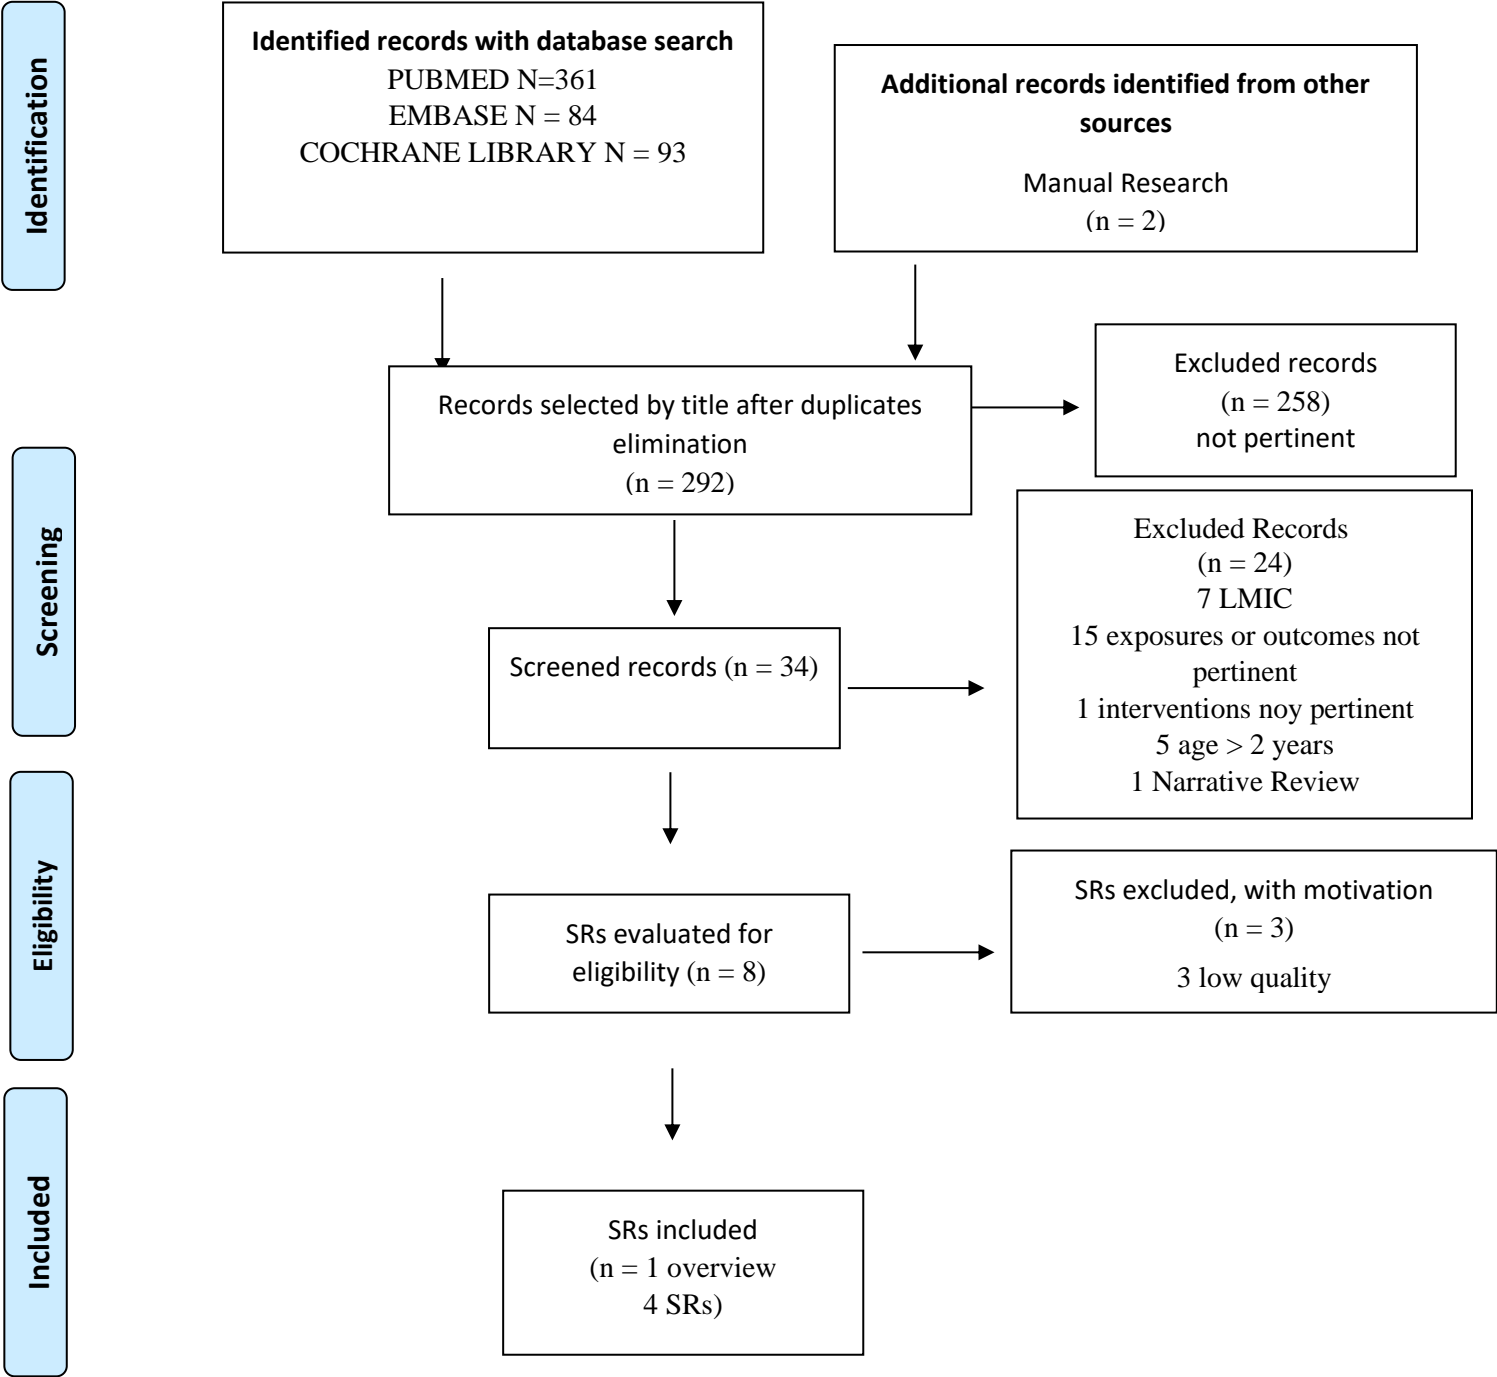 Identification
Identified records with database search
PUBMED N=361
EMBASE N = 84
COCHRANE LIBRARY N = 93
Additional records identified from other
sources
Manual Research
(n = 2)
Records selected by title after duplicates
elimination
(n = 292)
Excluded records
(n = 258)
not pertinent
Screening
Screened records (n = 34)
Excluded Records
(n = 24)
7 LMIC
15 exposures or outcomes not
pertinent
1 interventions noy pertinent
5 age > 2 years
1 Narrative Review
Eligibility
SRs evaluated for
eligibility (n = 8)
SRs excluded, with motivation
(n = 3)
3 low quality
Included
SRs included
(n = 1 overview
4 SRs)